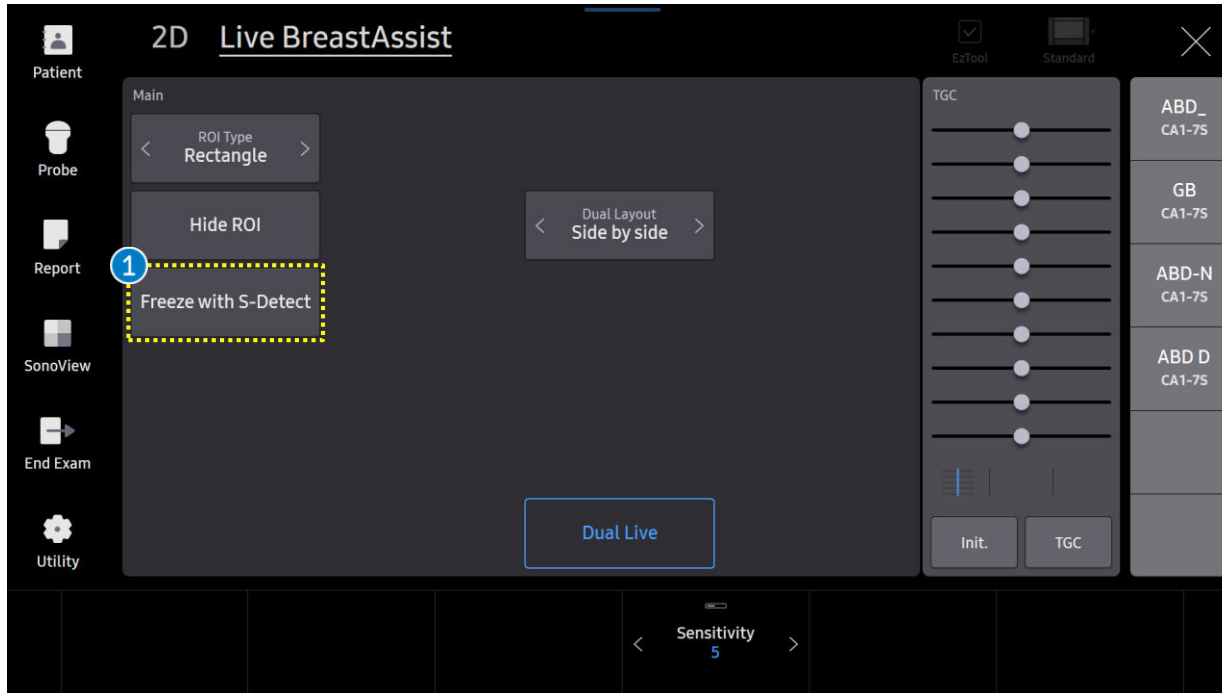 Patient
Probe
Report
SonoView
End Exam
Utility
2D Live BreastAssist
EzTool
Standard
Main
ROI Type
Rectangle
Hide ROI
1
Freeze with S-Detect
Dual Layout
Side by side
Dual Live
TGC
Init.
TGC
ABD_
CA1-7S
GB
CA1-7S
ABD-N
CA1-7S
ABD D
CA1-7S
Sensitivity
5